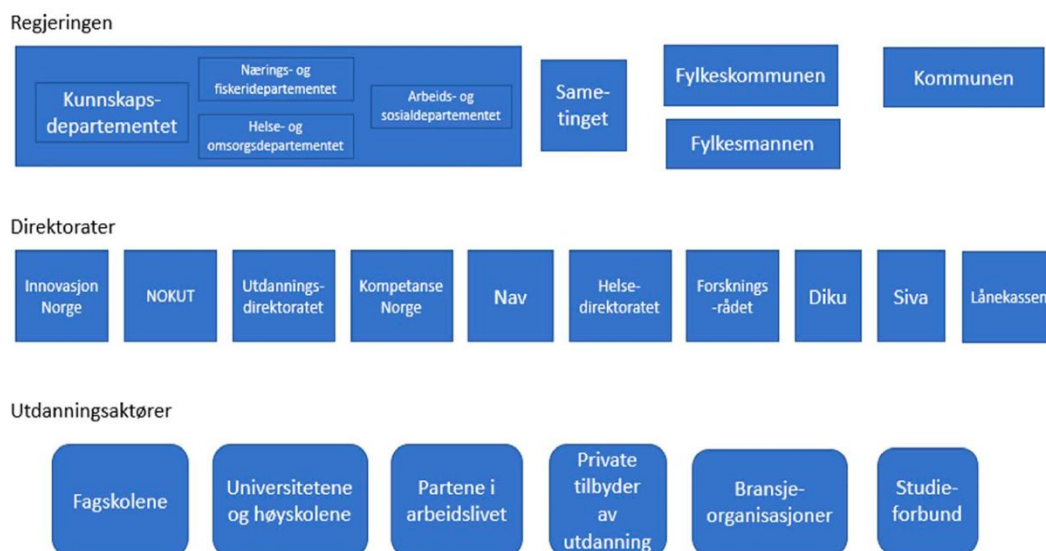 Regjeringen
Kunnskaps-
departementet
Nærings- og
fiskeridepartementet
Helse- og
omsorgsdepartementet
Arbeids- og
sosialdepartementet
Same-
tinget
Fylkeskommunen
Fylkesmannen
Kommunen
Direktorater
Innovasjon
Norge
NOKUT
Utdannings-
direktoratet
Kompetanse
Norge
Nav
Helse-
direktoratet
Forsknings
-rådet
Diku
Siva
Lånekassen
Utdanningsaktører
Fagskolene
Universitetene
og høyskolene
Partene i
arbeidslivet
Private
tilbyder
av
utdanning
Bransje-
organisasjoner
Studie-
forbund